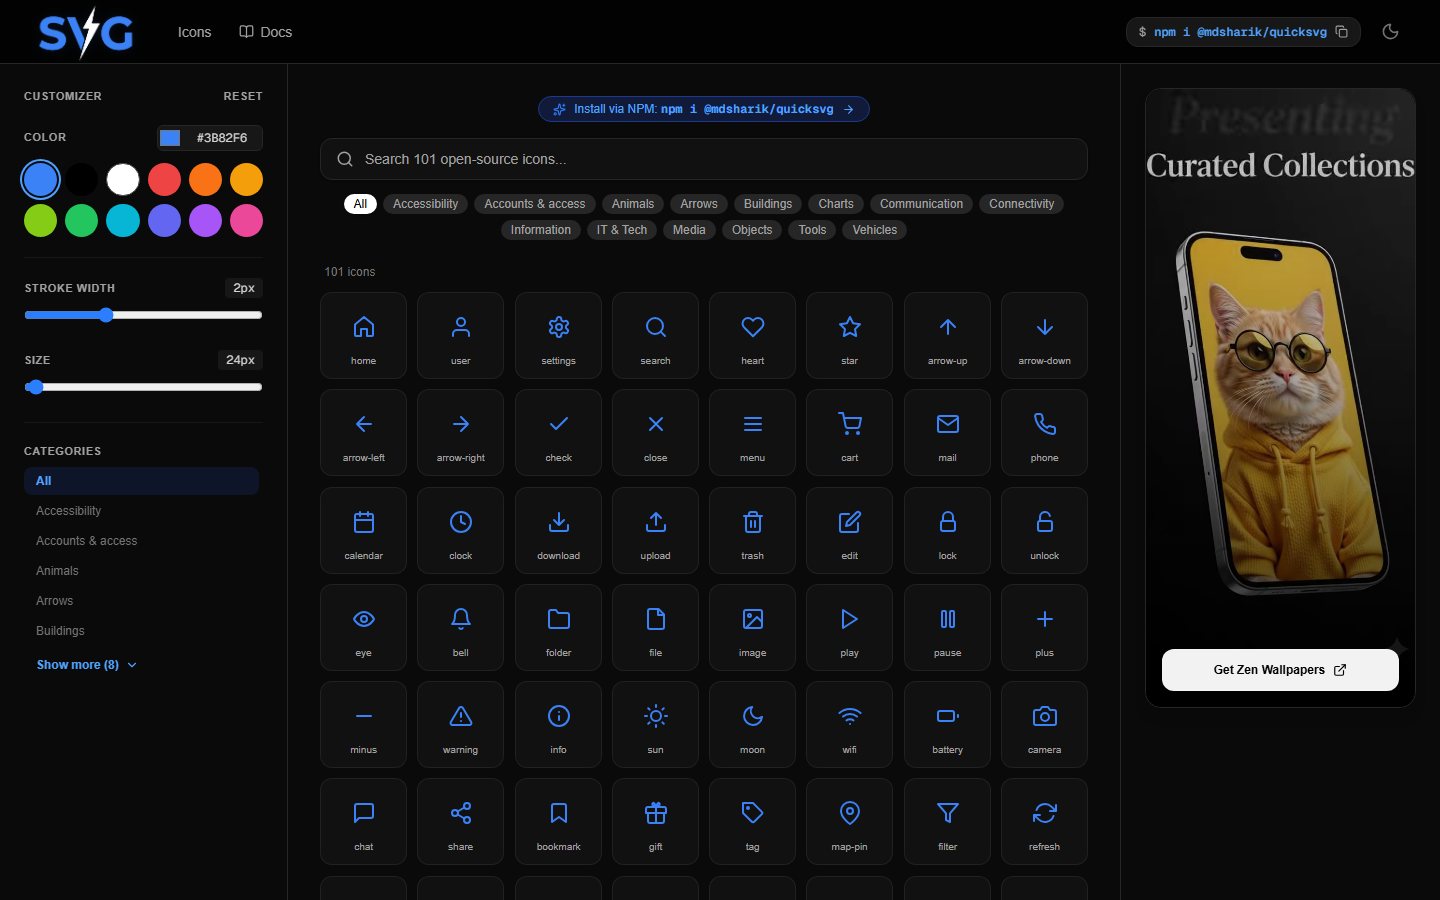 SVG
Icons
Docs
$ npm i @mdsharik/quicksvg
CUSTOMIZER
RESET
COLOR
#3B82F6
STROKE WIDTH
2px
SIZE
24px
CATEGORIES
All
Accessibility
Accounts & access
Animals
Arrows
Buildings
Show more (8)
Install via NPM: npm i @mdsharik/quicksvg
Search 101 open-source icons...
All Accessibility Accounts & access Animals Arrows Buildings Charts Communication Connectivity
Information IT & Tech Media Objects Tools Vehicles
101 icons
home user settings search heart star arrow-up arrow-down
arrow-left arrow-right check close menu cart mail phone
calendar clock download upload trash edit lock unlock
eye bell folder file image play pause plus
minus warning info sun moon wifi battery camera
chat share bookmark gift tag map-pin filter refresh
Presenting
Curated Collections
Get Zen Wallpapers